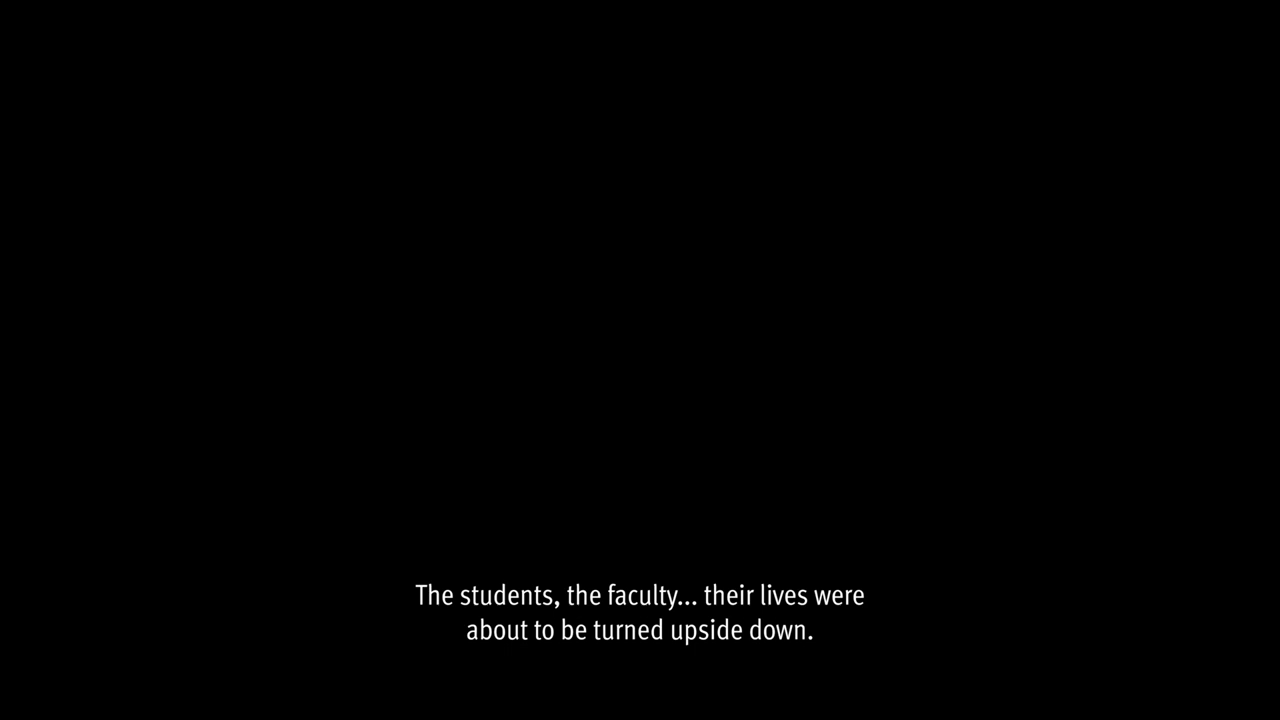 The students, the faculty... their lives were
about to be turned upside down.